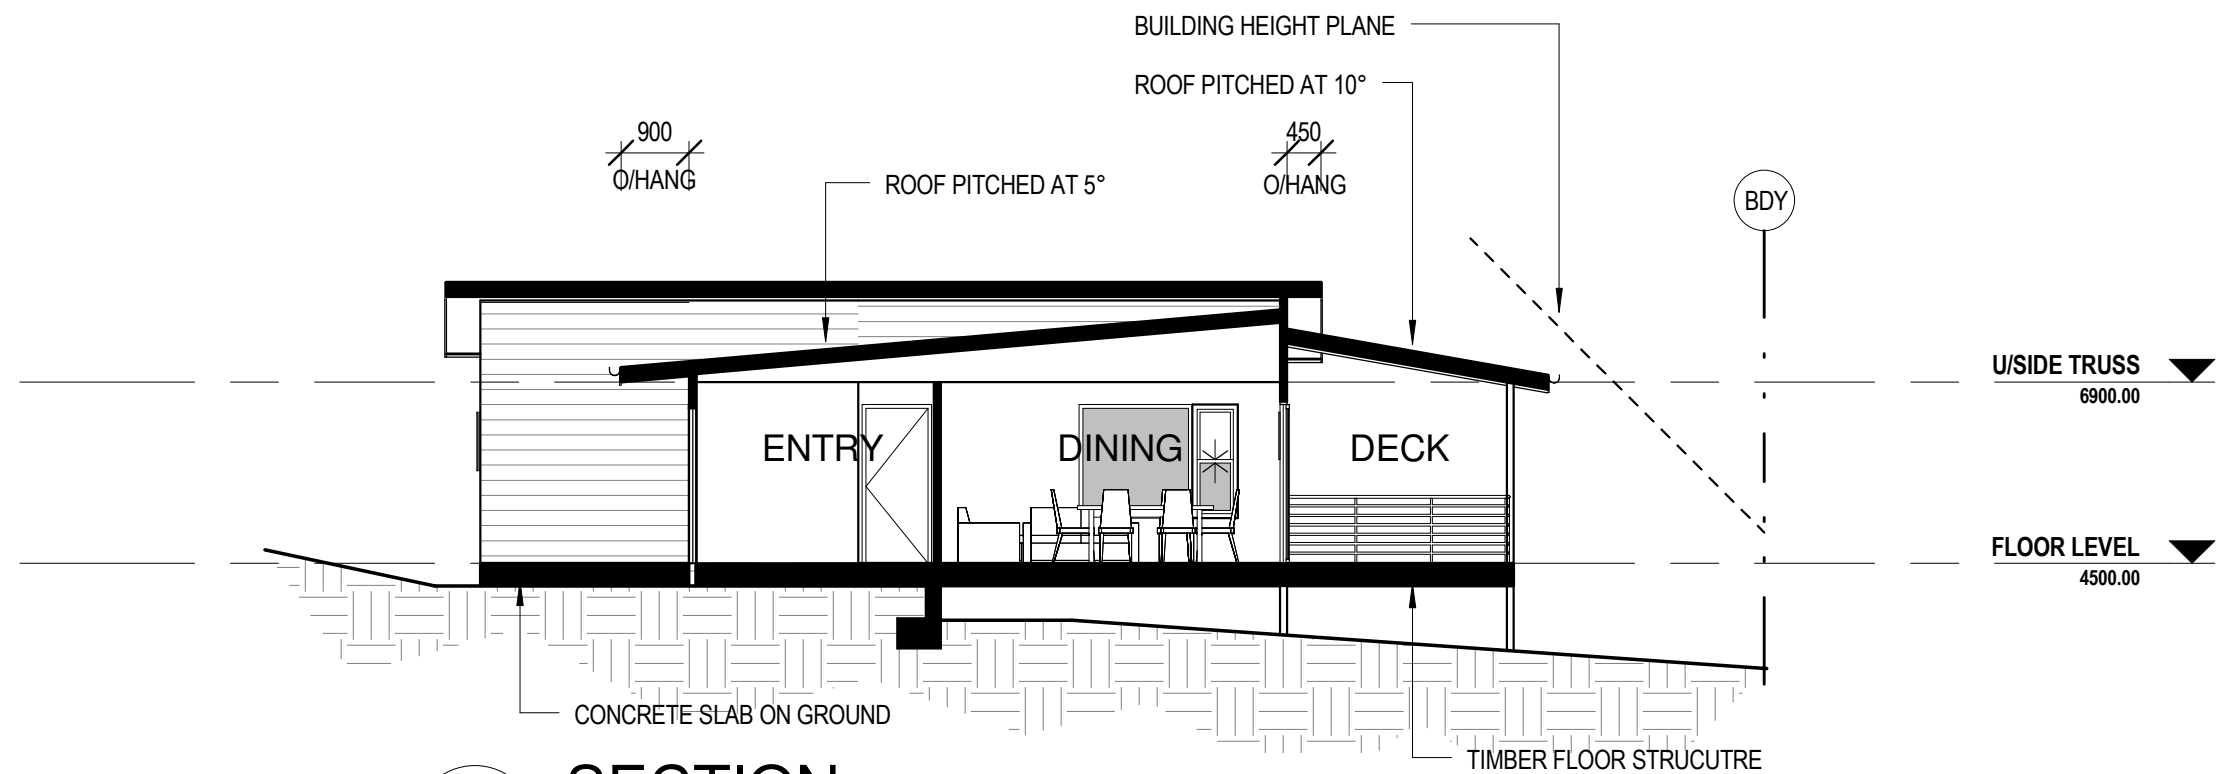 BUILDING HEIGHT PLANE
ROOF PITCHED AT 10°
900
O/HANG
450
O/HANG
ROOF PITCHED AT 5°
BDY
U/SIDE TRUSS
6900.00
ENTRY
DINING
DECK
FLOOR LEVEL
4500.00
CONCRETE SLAB ON GROUND
TIMBER FLOOR STRUCUTRE
SECTION